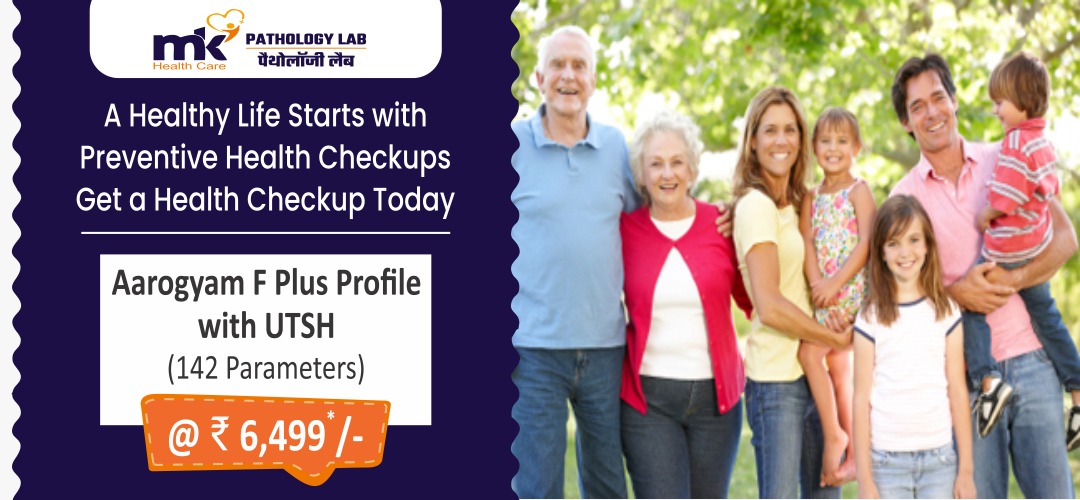 mk
Health Care
PATHOLOGY LAB
पैथोलॉजी लैब
A Healthy Life Starts with
Preventive Health Checkups
Get a Health Checkup Today
Aarogyam F Plus Profile
with UTSH
(142 Parameters)
@ ₹ 6,499*/-